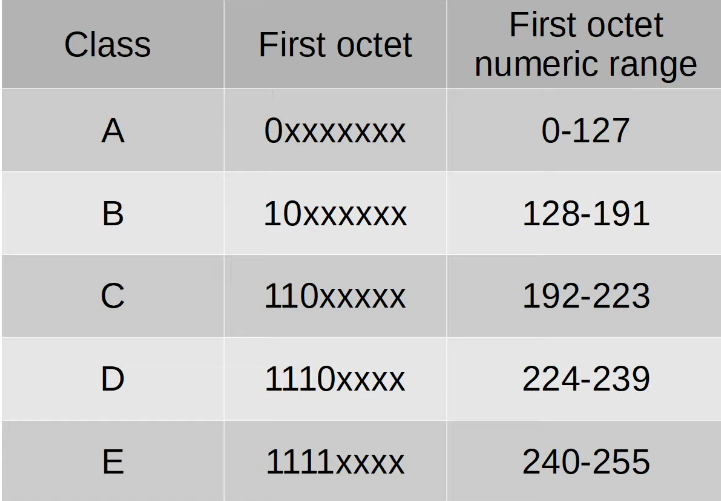 Class First octet First octet
numeric range
A 0xxxxxxx 0-127
B 10xxxxxx 128-191
C 110xxxxx 192-223
D 1110xxxx 224-239
E 1111xxxx 240-255